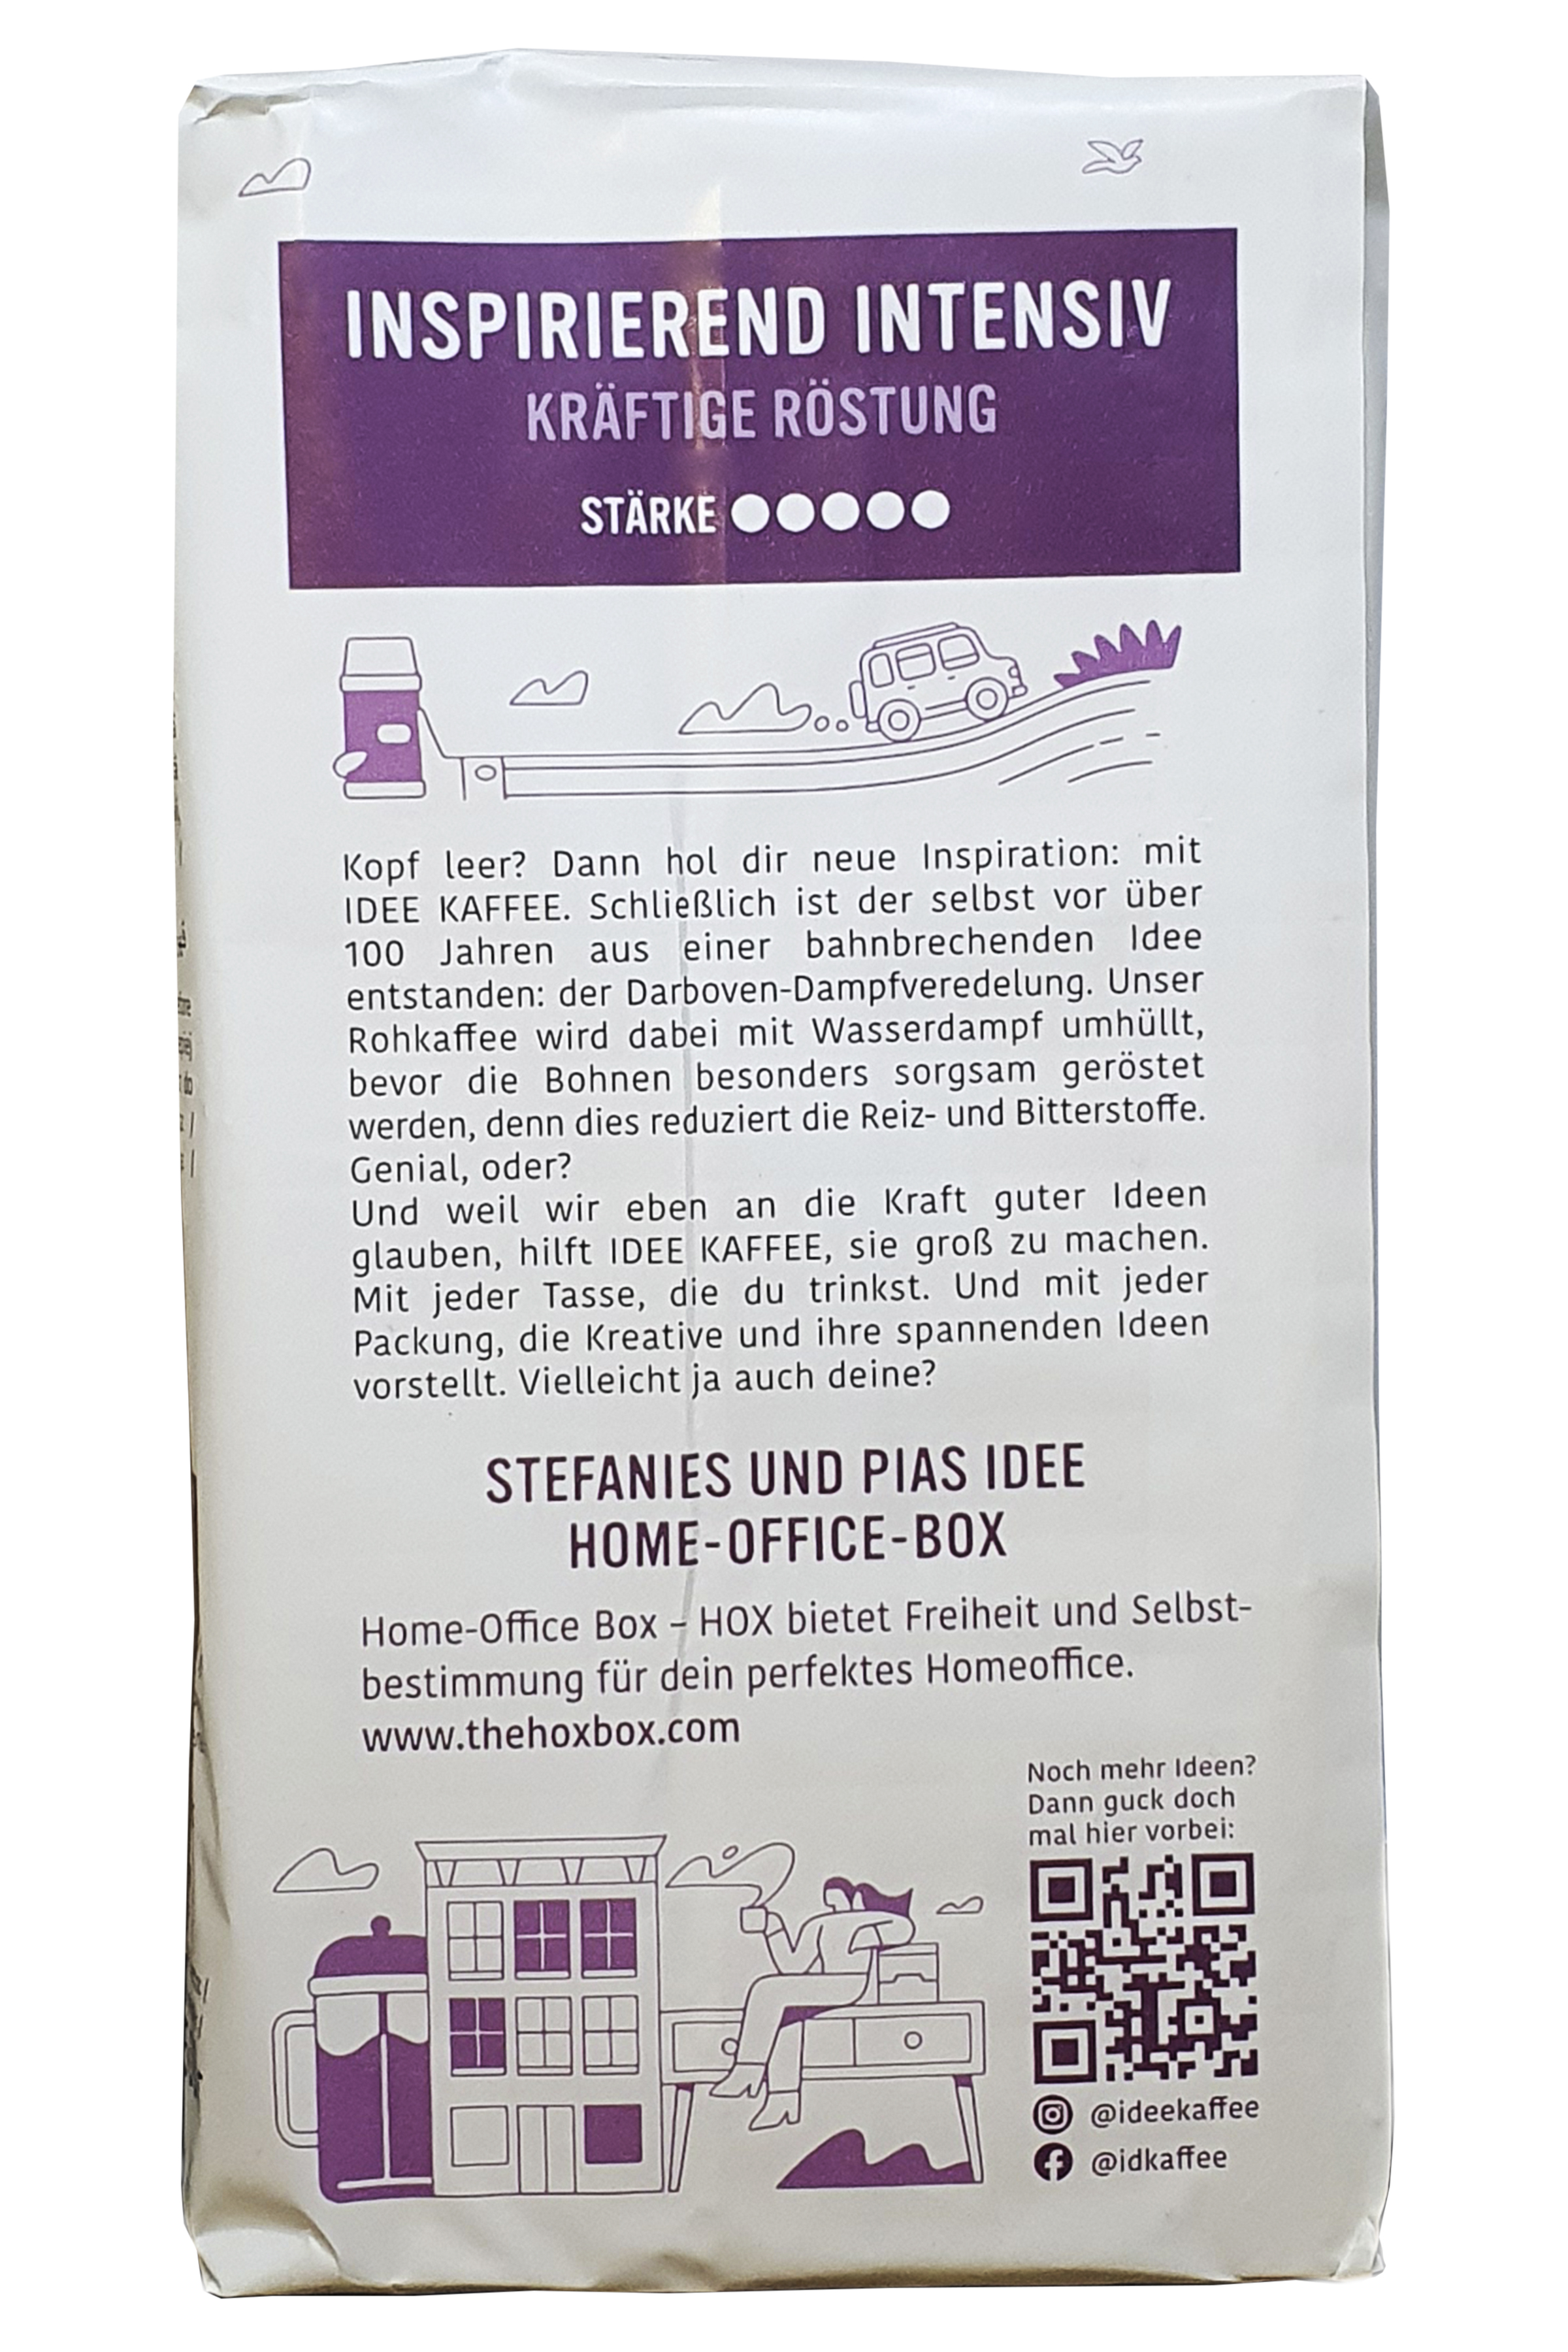 INSPIRIEREND INTENSIV
KRÄFTIGE RÖSTUNG
STÄRKE
Kopf leer? Dann hol dir neue Inspiration: mit
IDEE KAFFEE. Schließlich ist der selbst vor über
100 Jahren aus einer bahnbrechenden Idee
entstanden: der Darboven-Dampfveredelung. Unser
Rohkaffee wird dabei mit Wasserdampf umhüllt,
bevor die Bohnen besonders sorgsam geröstet
werden, denn dies reduziert die Reiz- und Bitterstoffe.
Genial, oder?
Und weil wir eben an die Kraft guter Ideen
glauben, hilft IDEE KAFFEE, sie groß zu machen.
Mit jeder Tasse, die du trinkst. Und mit jeder
Packung, die Kreative und ihre spannenden Ideen
vorstellt. Vielleicht ja auch deine?
STEFANIES UND PIAS IDEE
HOME-OFFICE-BOX
Home-Office Box – HOX bietet Freiheit und Selbst-
bestimmung für dein perfektes Homeoffice.
www.thehoxbox.com
Noch mehr Ideen?
Dann guck doch
mal hier vorbei:
@ideekaffee
@idkaffee